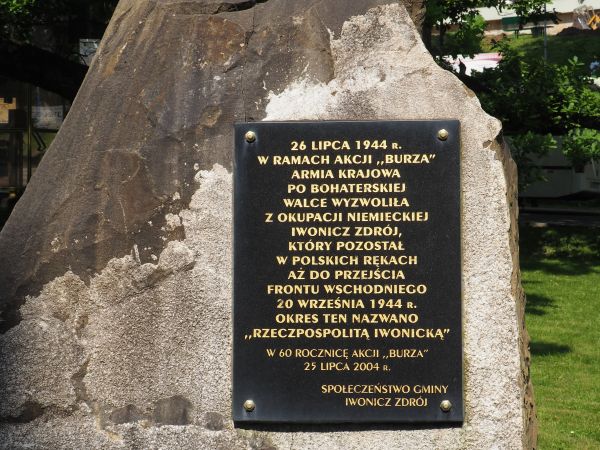 26 LIPCA 1944 R.
W RAMACH AKCJI ,,BURZA”
ARMIA KRAJOWA
PO BOHATERSKIEJ
WALCE WYZWOLIŁA
Z OKUPACJI NIEMIECKIEJ
IWONICZ ZDRÓJ,
KTÓRY POZOSTAŁ
W POLSKICH RĘKACH
AŻ DO PRZEJŚCIA
FRONTU WSCHODNIEGO
20 WRZEŚNIA 1944 R.
OKRES TEN NAZWANO
,,RZECZPOSPOLITĄ IWONICKĄ”
W 60 ROCZNICĘ AKCJI ,,BURZA”
25 LIPCA 2004 R.
SPOŁECZEŃSTWO GMINY
IWONICZ ZDRÓJ